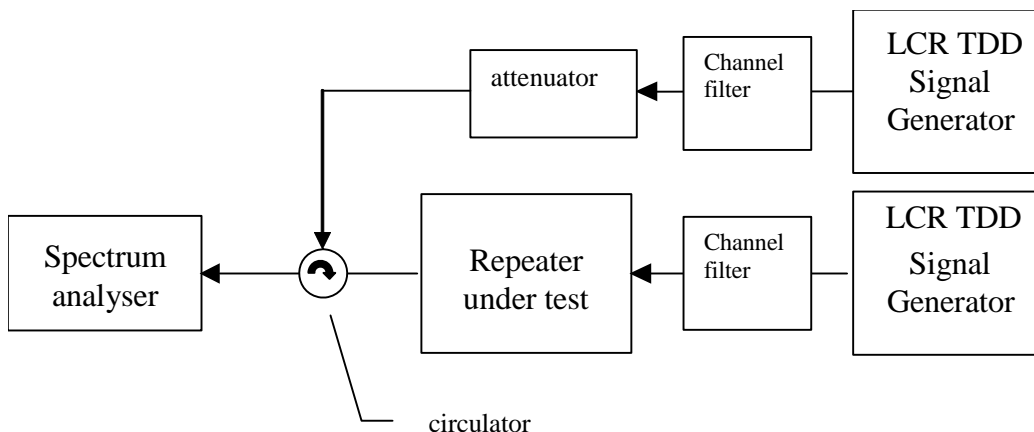 attenuator
Channel
filter
LCR TDD
Signal
Generator
Spectrum
analyser
Repeater
under test
Channel
filter
LCR TDD
Signal
Generator
circulator